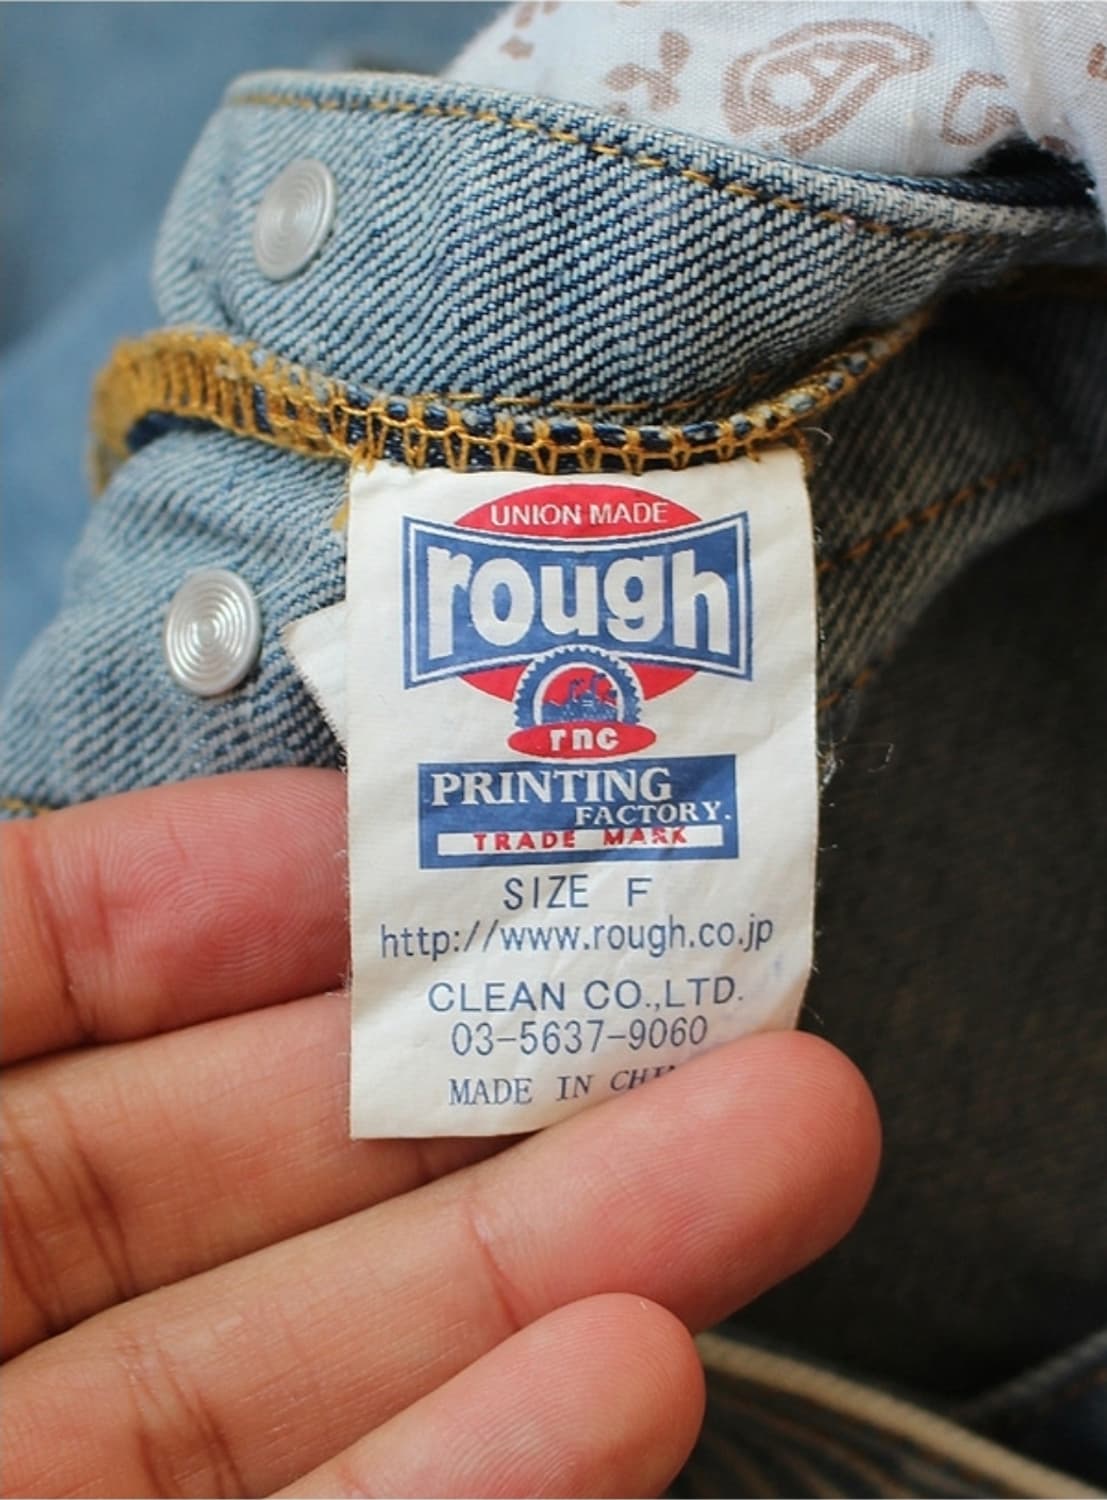 UNION MADE
rough
rnc
PRINTING
FACTORY.
TRADE MARK
SIZE F
http://www.rough.co.jp
CLEAN CO.,LTD.
03-5637-9060
MADE IN